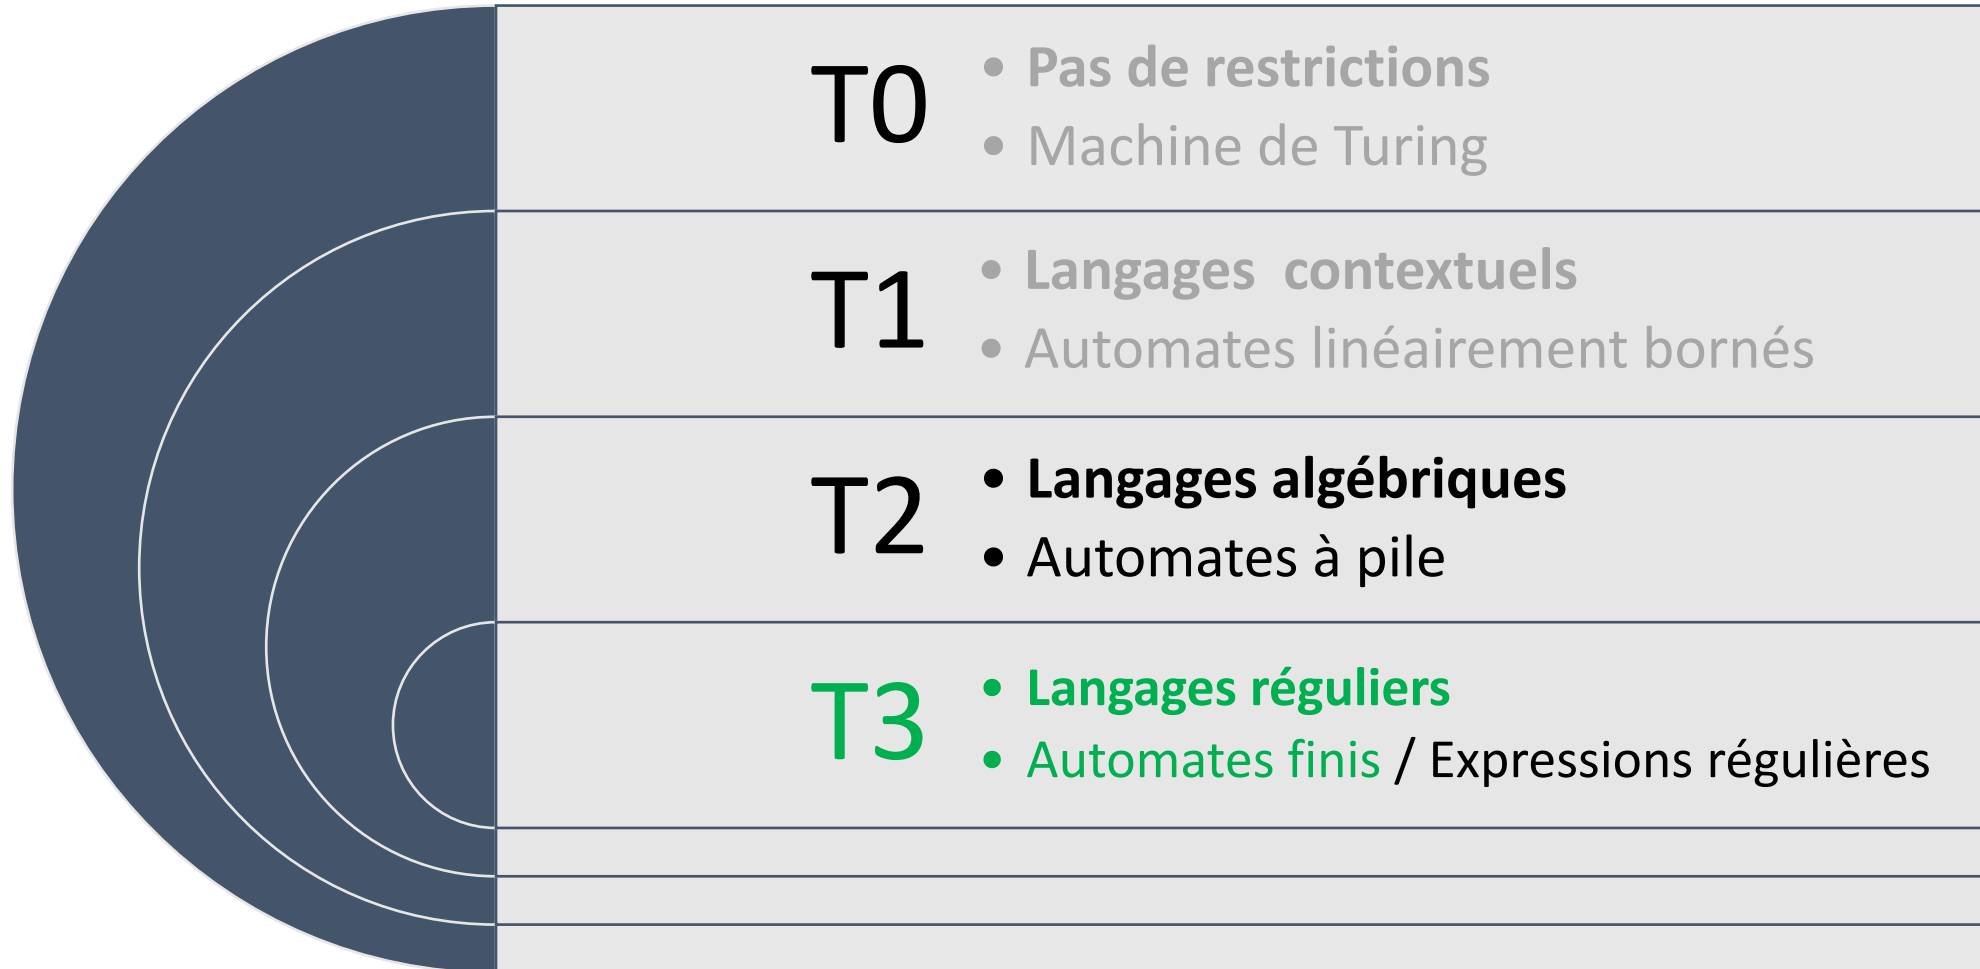 T0
• Pas de restrictions
• Machine de Turing
T1
• Langages contextuels
• Automates linéairement bornés
T2
• Langages algébriques
• Automates à pile
T3
• Langages réguliers
• Automates finis / Expressions régulières